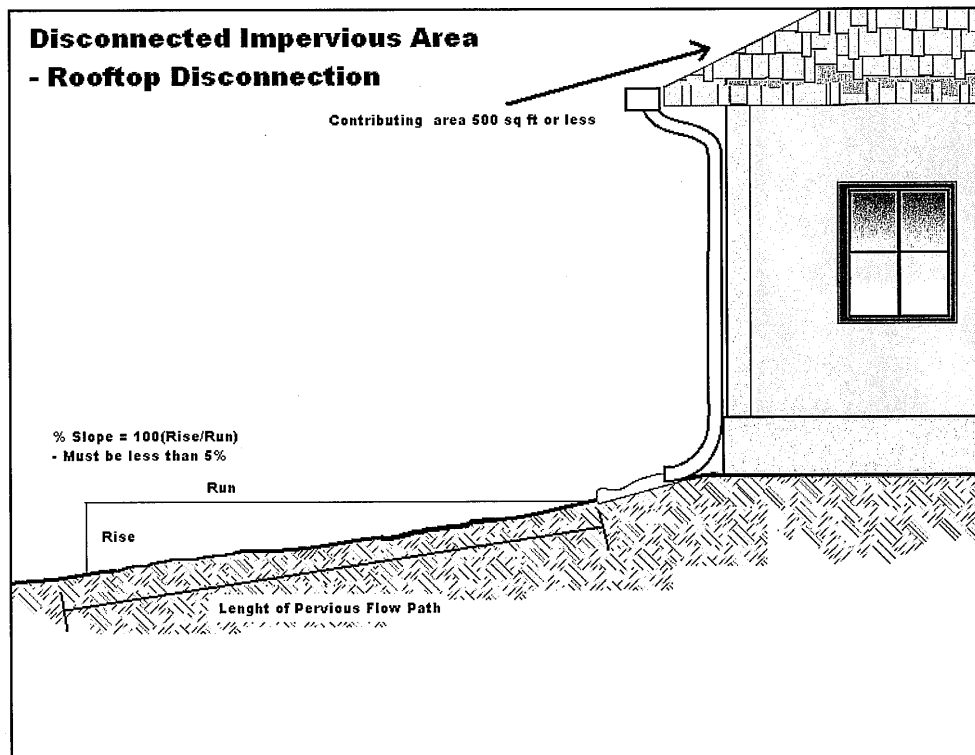 Disconnected Impervious Area
- Rooftop Disconnection
Contributing area 500 sq ft or less
% Slope = 100(Rise/Run)
- Must be less than 5%
Run
Rise
Lenght of Pervious Flow Path